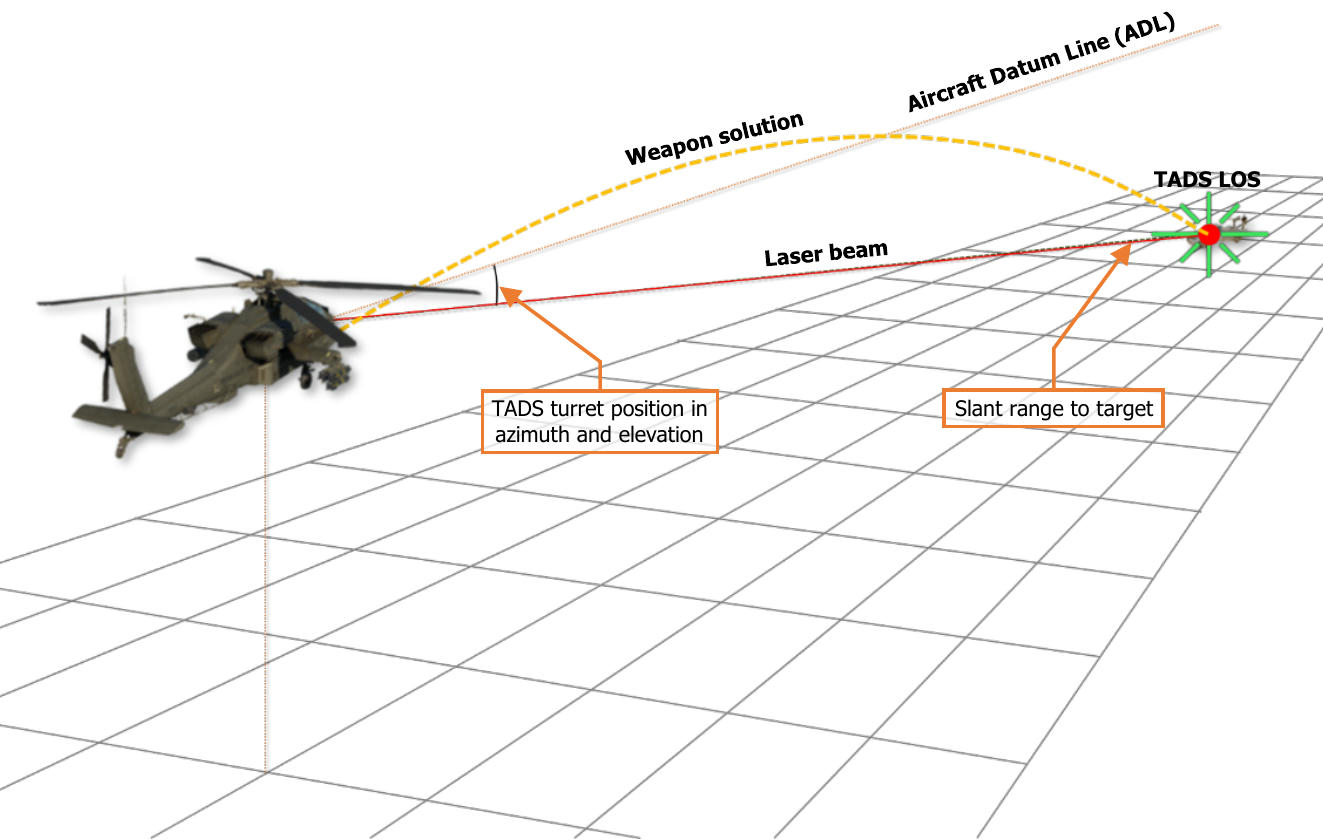 Aircraft Datum Line (ADL)
Weapon solution
TADS LOS
Laser beam
TADS turret position in
azimuth and elevation
Slant range to target